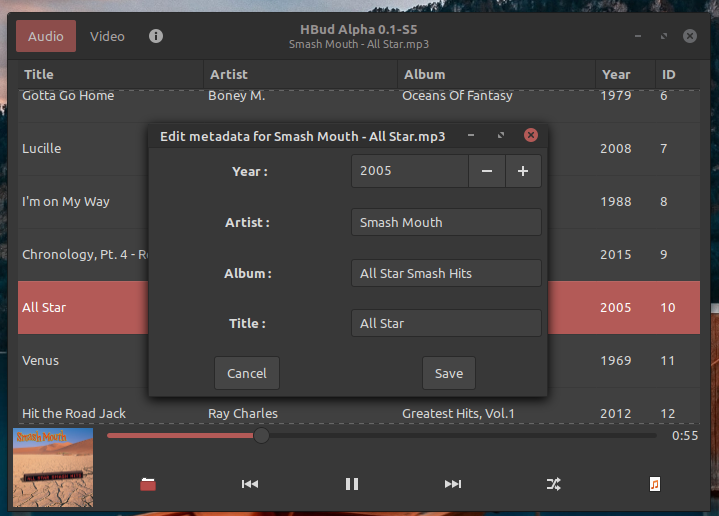 Audio Video HBud Alpha 0.1-S5
Smash Mouth - All Star.mp3
Title Artist Album Year ID
Gotta Go Home Boney M. Oceans Of Fantasy 1979 6
Edit metadata for Smash Mouth - All Star.mp3
Lucille 2008 7
Year : 2005
I'm on My Way 1988 8
Artist : Smash Mouth
Chronology, Pt. 4 - R 2015 9
Album : All Star Smash Hits
All Star 2005 10
Title : All Star
Venus 1969 11
Cancel Save
Hit the Road Jack Ray Charles Greatest Hits, Vol.1 2012 12
Smash Mouth
0:55